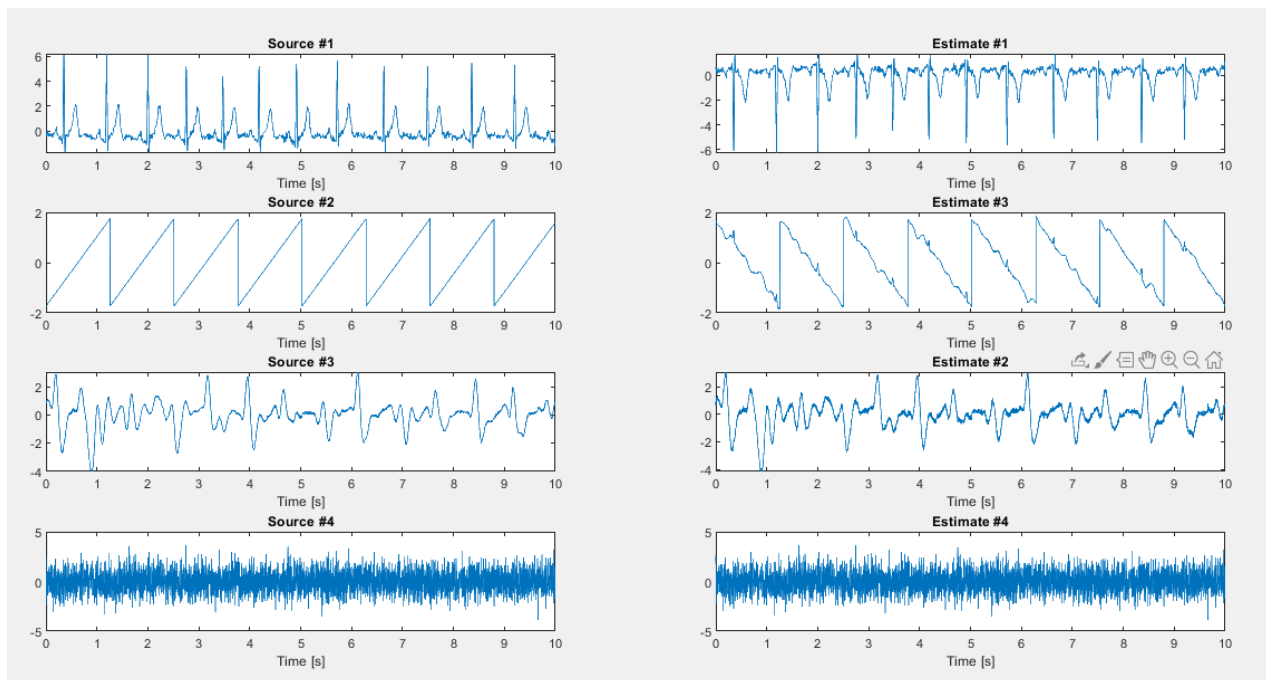 Source #1
6
4
2
0
0 1 2 3 4 5 6 7 8 9 10
Time [s]
Estimate #1
0
-2
-4
-6
0 1 2 3 4 5 6 7 8 9 10
Time [s]
Source #2
2
0
-2
0 1 2 3 4 5 6 7 8 9 10
Time [s]
Estimate #3
2
0
-2
0 1 2 3 4 5 6 7 8 9 10
Time [s]
Source #3
2
0
-2
-4
0 1 2 3 4 5 6 7 8 9 10
Time [s]
Estimate #2
2
0
-2
-4
0 1 2 3 4 5 6 7 8 9 10
Time [s]
Source #4
5
0
-5
0 1 2 3 4 5 6 7 8 9 10
Time [s]
Estimate #4
5
0
-5
0 1 2 3 4 5 6 7 8 9 10
Time [s]